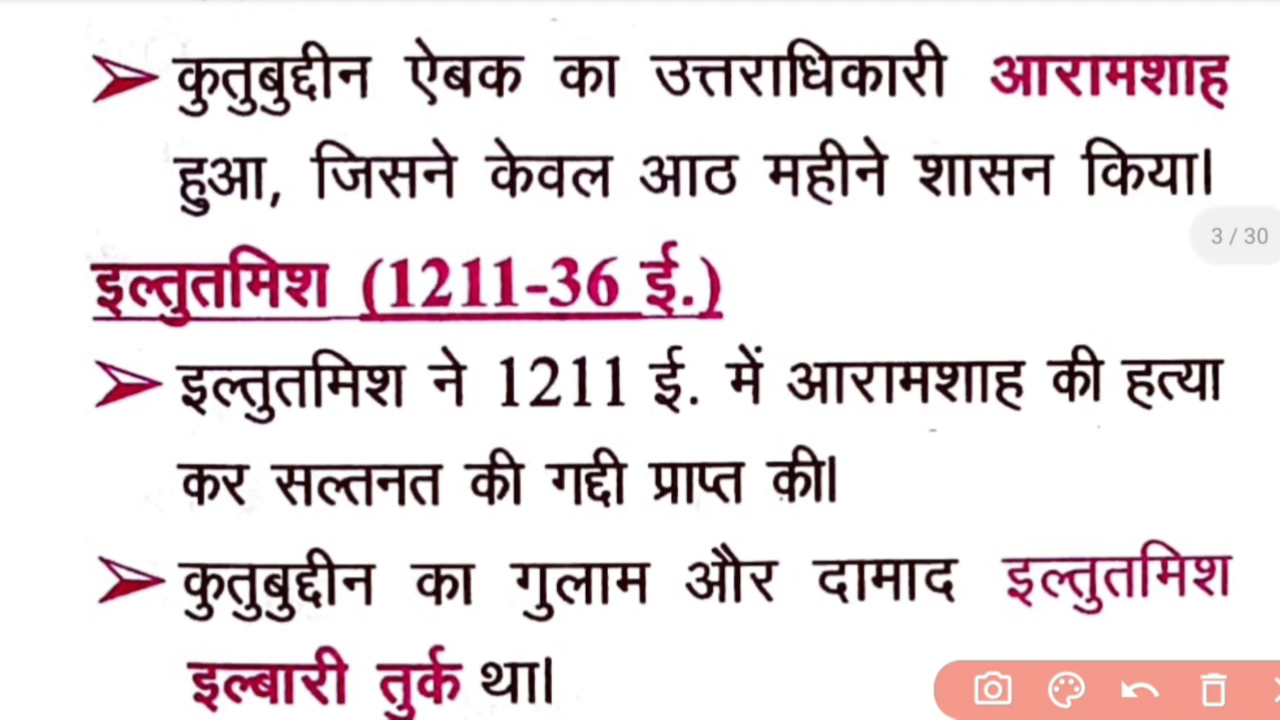 कुतुबुद्दीन ऐबक का उत्तराधिकारी आरामशाह
हुआ, जिसने केवल आठ महीने शासन किया।
3 / 30
इल्तुतमिश (1211-36 ई.)
इल्तुतमिश ने 1211 ई. में आरामशाह की हत्या
कर सल्तनत की गद्दी प्राप्त की।
कुतुबुद्दीन का गुलाम और दामाद इल्तुतमिश
इल्बारी तुर्क था।